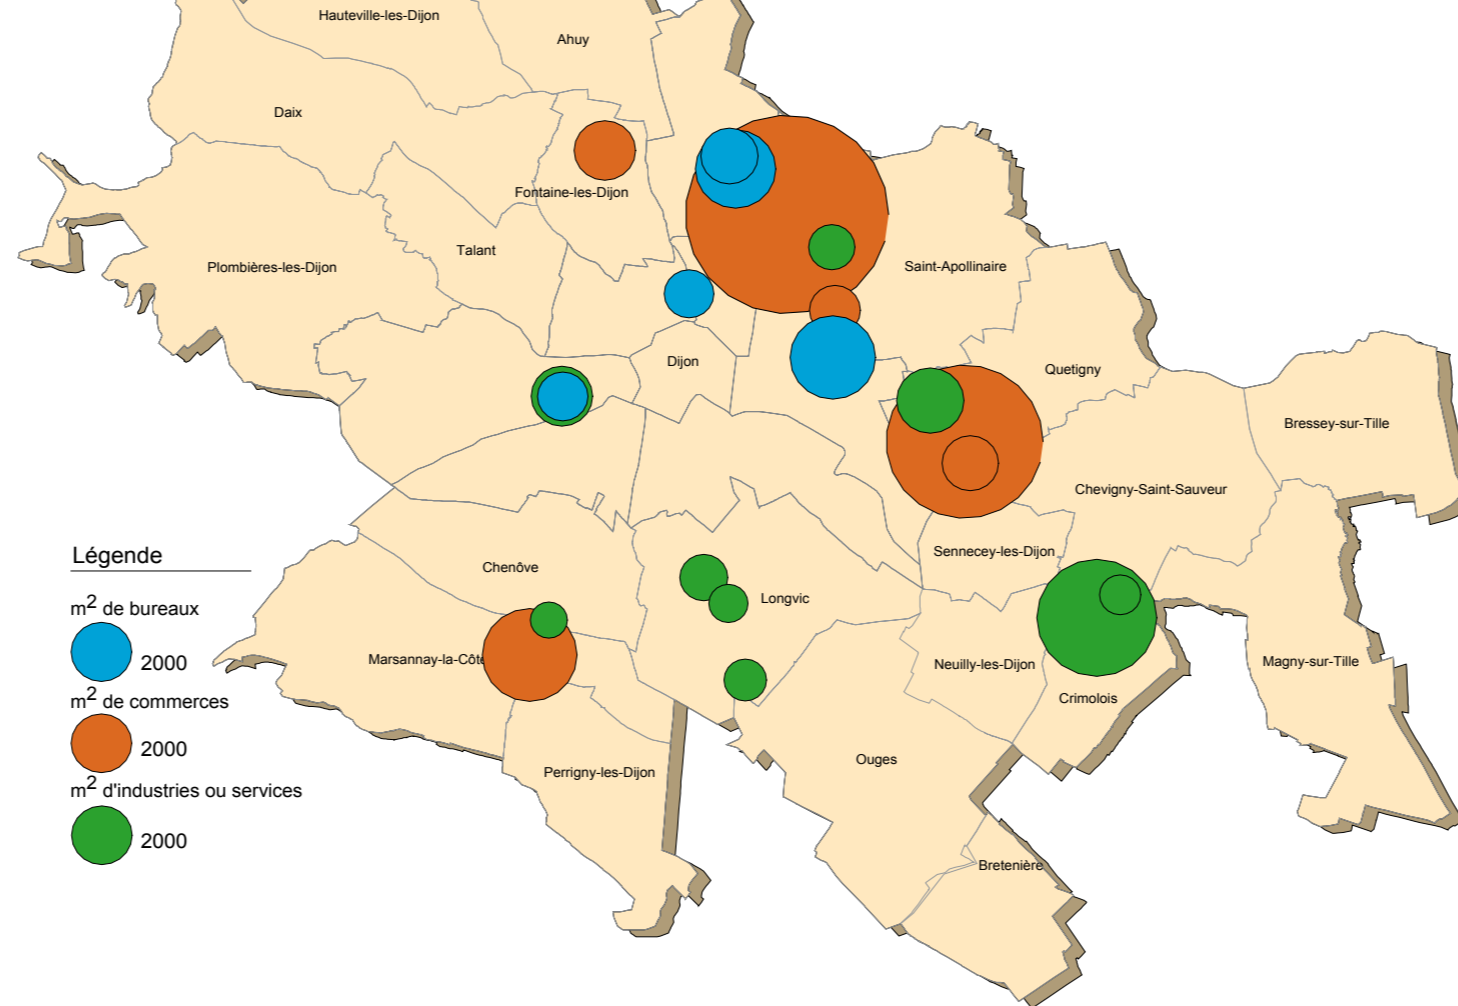 Hauteville-les-Dijon
Ahuy
Daix
Fontaine-les-Dijon
Talant
Plombières-les-Dijon
Saint-Apollinaire
Dijon
Quetigny
Bressey-sur-Tille
Chevigny-Saint-Sauveur
Sennecey-les-Dijon
Chenôve
Longvic
Marsannay-la-Côte
Neuilly-les-Dijon
Magny-sur-Tille
Crimolois
Ouges
Perrigny-les-Dijon
Bretenière
Légende
m² de bureaux
2000
m² de commerces
2000
m² d'industries ou services
2000